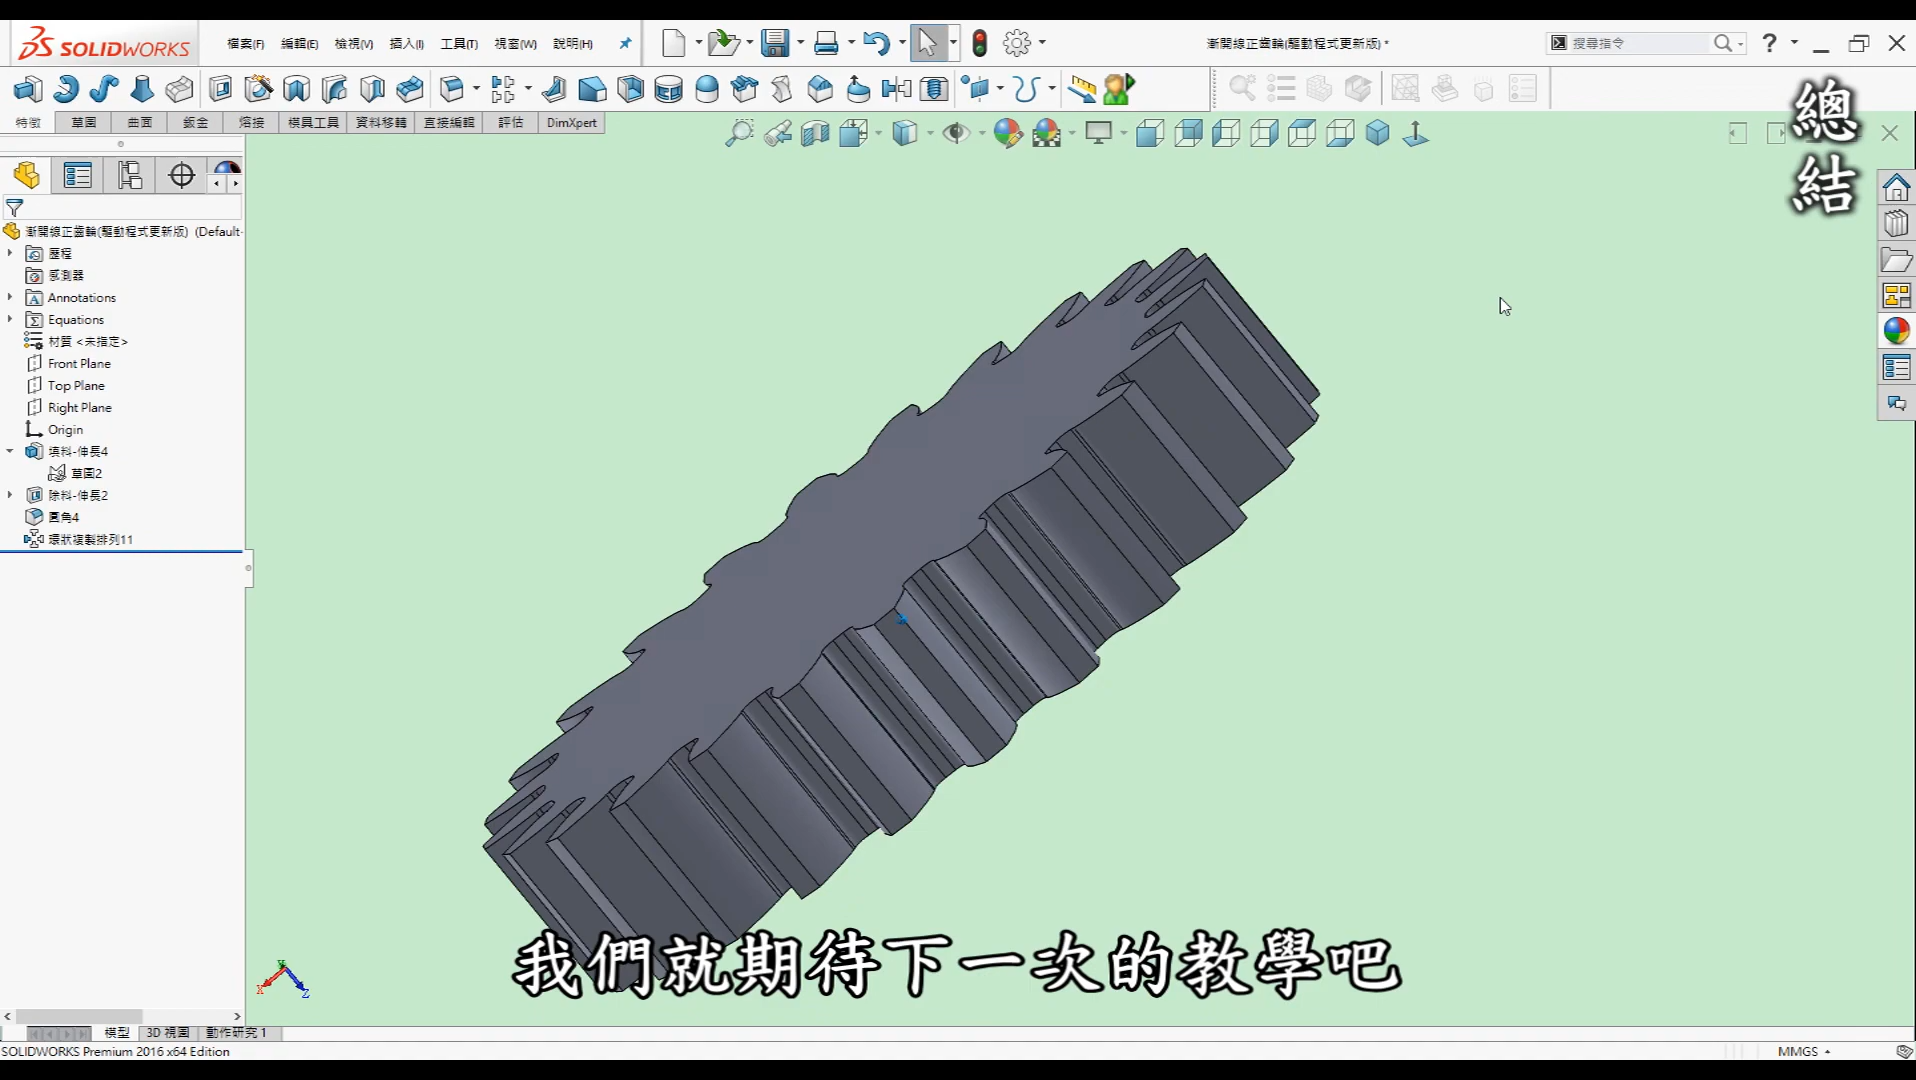 SOLIDWORKS
檔案(F) 編輯(E) 檢視(V) 插入(I) 工具(T) 視窗(W) 說明(H)
漸開線正齒輪(驅動程式更新版) *
搜尋指令
?
特徵 草圖 曲面 鈑金 熔接 模具工具 資料移轉 直接編輯 評估 DimXpert
總結
漸開線正齒輪(驅動程式更新版) (Default-
歷程
感測器
Annotations
Equations
材質 <未指定>
Front Plane
Top Plane
Right Plane
Origin
填料-伸長4
草圖2
除料-伸長2
圓角4
環狀複製排列11
Y
X
Z
我們就期待下一次的教學吧
模型 3D 視圖 動作研究 1
SOLIDWORKS Premium 2016 x64 Edition
MMGS